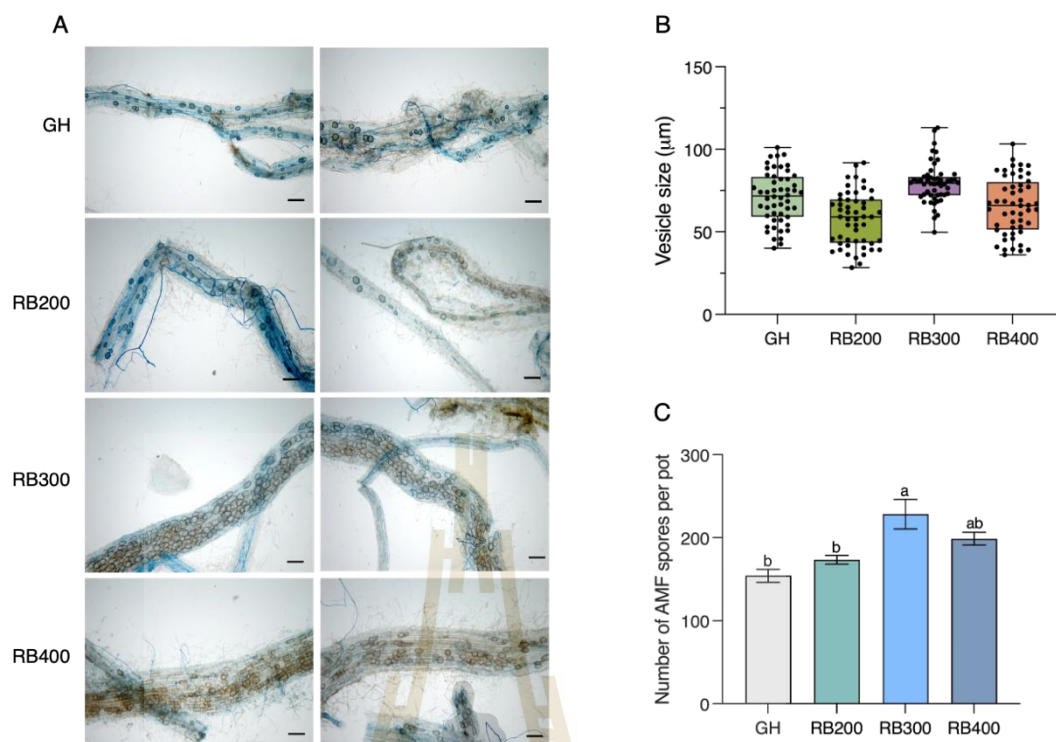 A
GH
RB200
RB300
RB400
B
Vesicle size (μm)
150
100
50
0
GH RB200 RB300 RB400
C
Number of AMF spores per pot
300
200
100
0
b b a ab
GH RB200 RB300 RB400